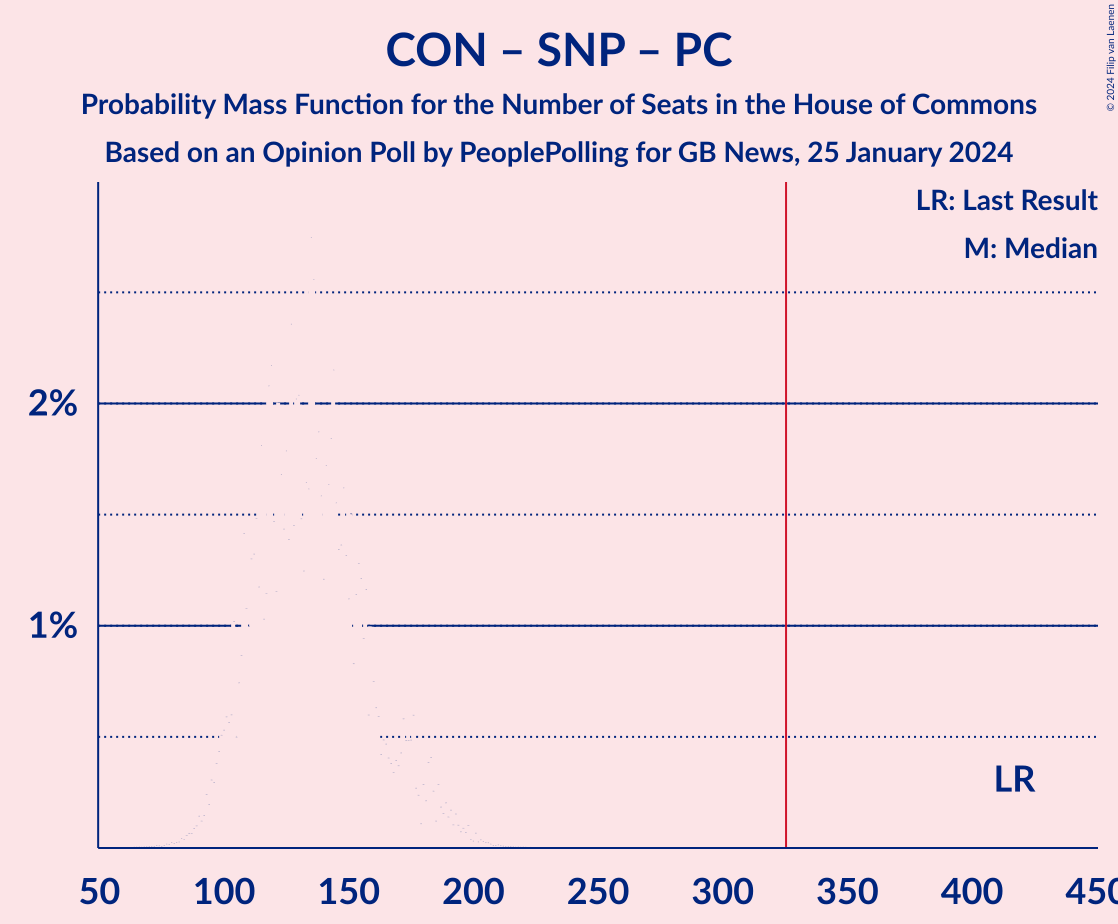 CON – SNP – PC
Probability Mass Function for the Number of Seats in the House of Commons
Based on an Opinion Poll by PeoplePolling for GB News, 25 January 2024
© 2024 Filip van Laenen
LR: Last Result
M: Median
2%
1%
LR
50 100 150 200 250 300 350 400 450